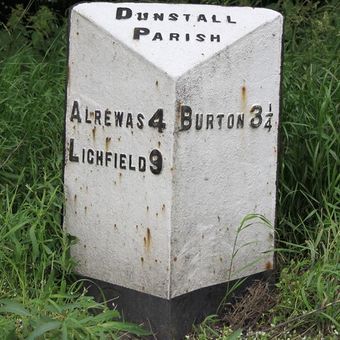 DUNSTALL
PARISH
ALREWAS 4
LICHFIELD 9
BURTON 3¼